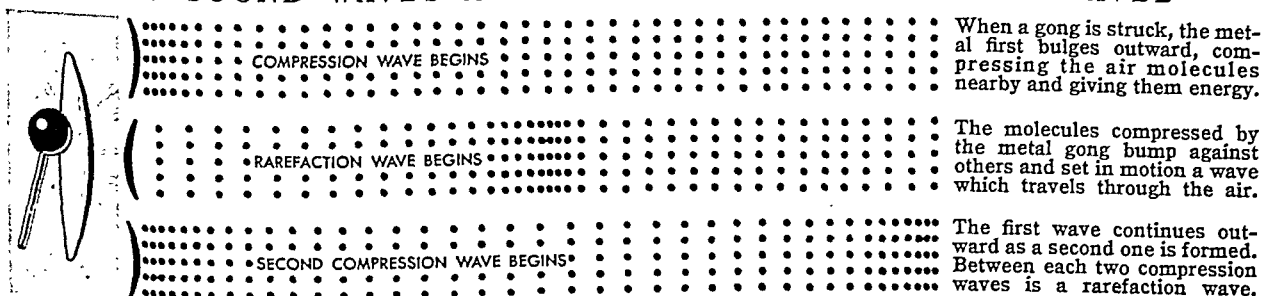 SOUND WAVES
COMPRESSION WAVE BEGINS
When a gong is struck, the met-
al first bulges outward, com-
pressing the air molecules
nearby and giving them energy.
RAREFACTION WAVE BEGINS
The molecules compressed by
the metal gong bump against
others and set in motion a wave
which travels through the air.
SECOND COMPRESSION WAVE BEGINS
The first wave continues out-
ward as a second one is formed.
Between each two compression
waves is a rarefaction wave.